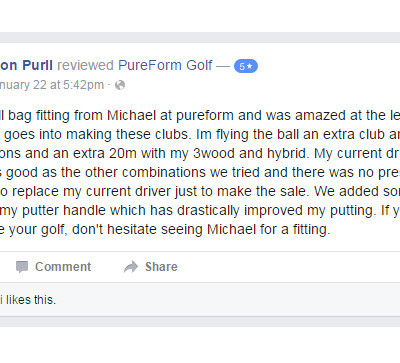 on Purll reviewed PureForm Golf — 5★
nuary 22 at 5:42pm ·
ll bag fitting from Michael at pureform and was amazed at the le
goes into making these clubs. Im flying the ball an extra club a
ons and an extra 20m with my 3wood and hybrid. My current dr
s good as the other combinations we tried and there was no pres
o replace my current driver just to make the sale. We added so
my putter handle which has drastically improved my putting. If y
e your golf, don't hesitate seeing Michael for a fitting.
Comment Share
i likes this.